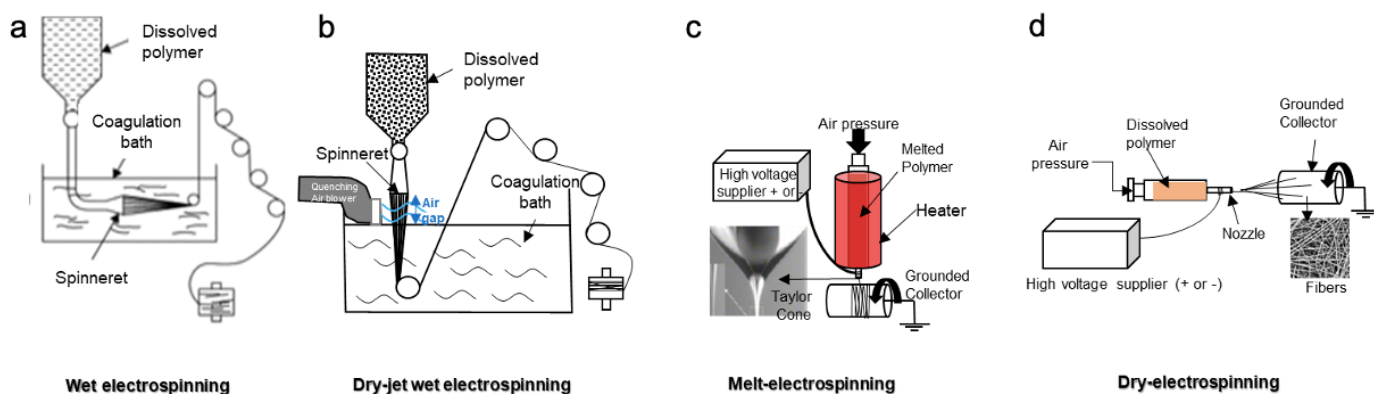 a
Dissolved
polymer
Coagulation
bath
Spinneret
Wet electrospinning
b
Dissolved
polymer
Spinneret
Quenching
Air blower
Air
gap
Coagulation
bath
Dry-jet wet electrospinning
c
Air pressure
High voltage
supplier + or -
Melted
Polymer
Heater
Taylor
Cone
Grounded
Collector
Melt-electrospinning
d
Grounded
Collector
Dissolved
polymer
Air
pressure
Nozzle
High voltage supplier (+ or -)
Fibers
Dry-electrospinning